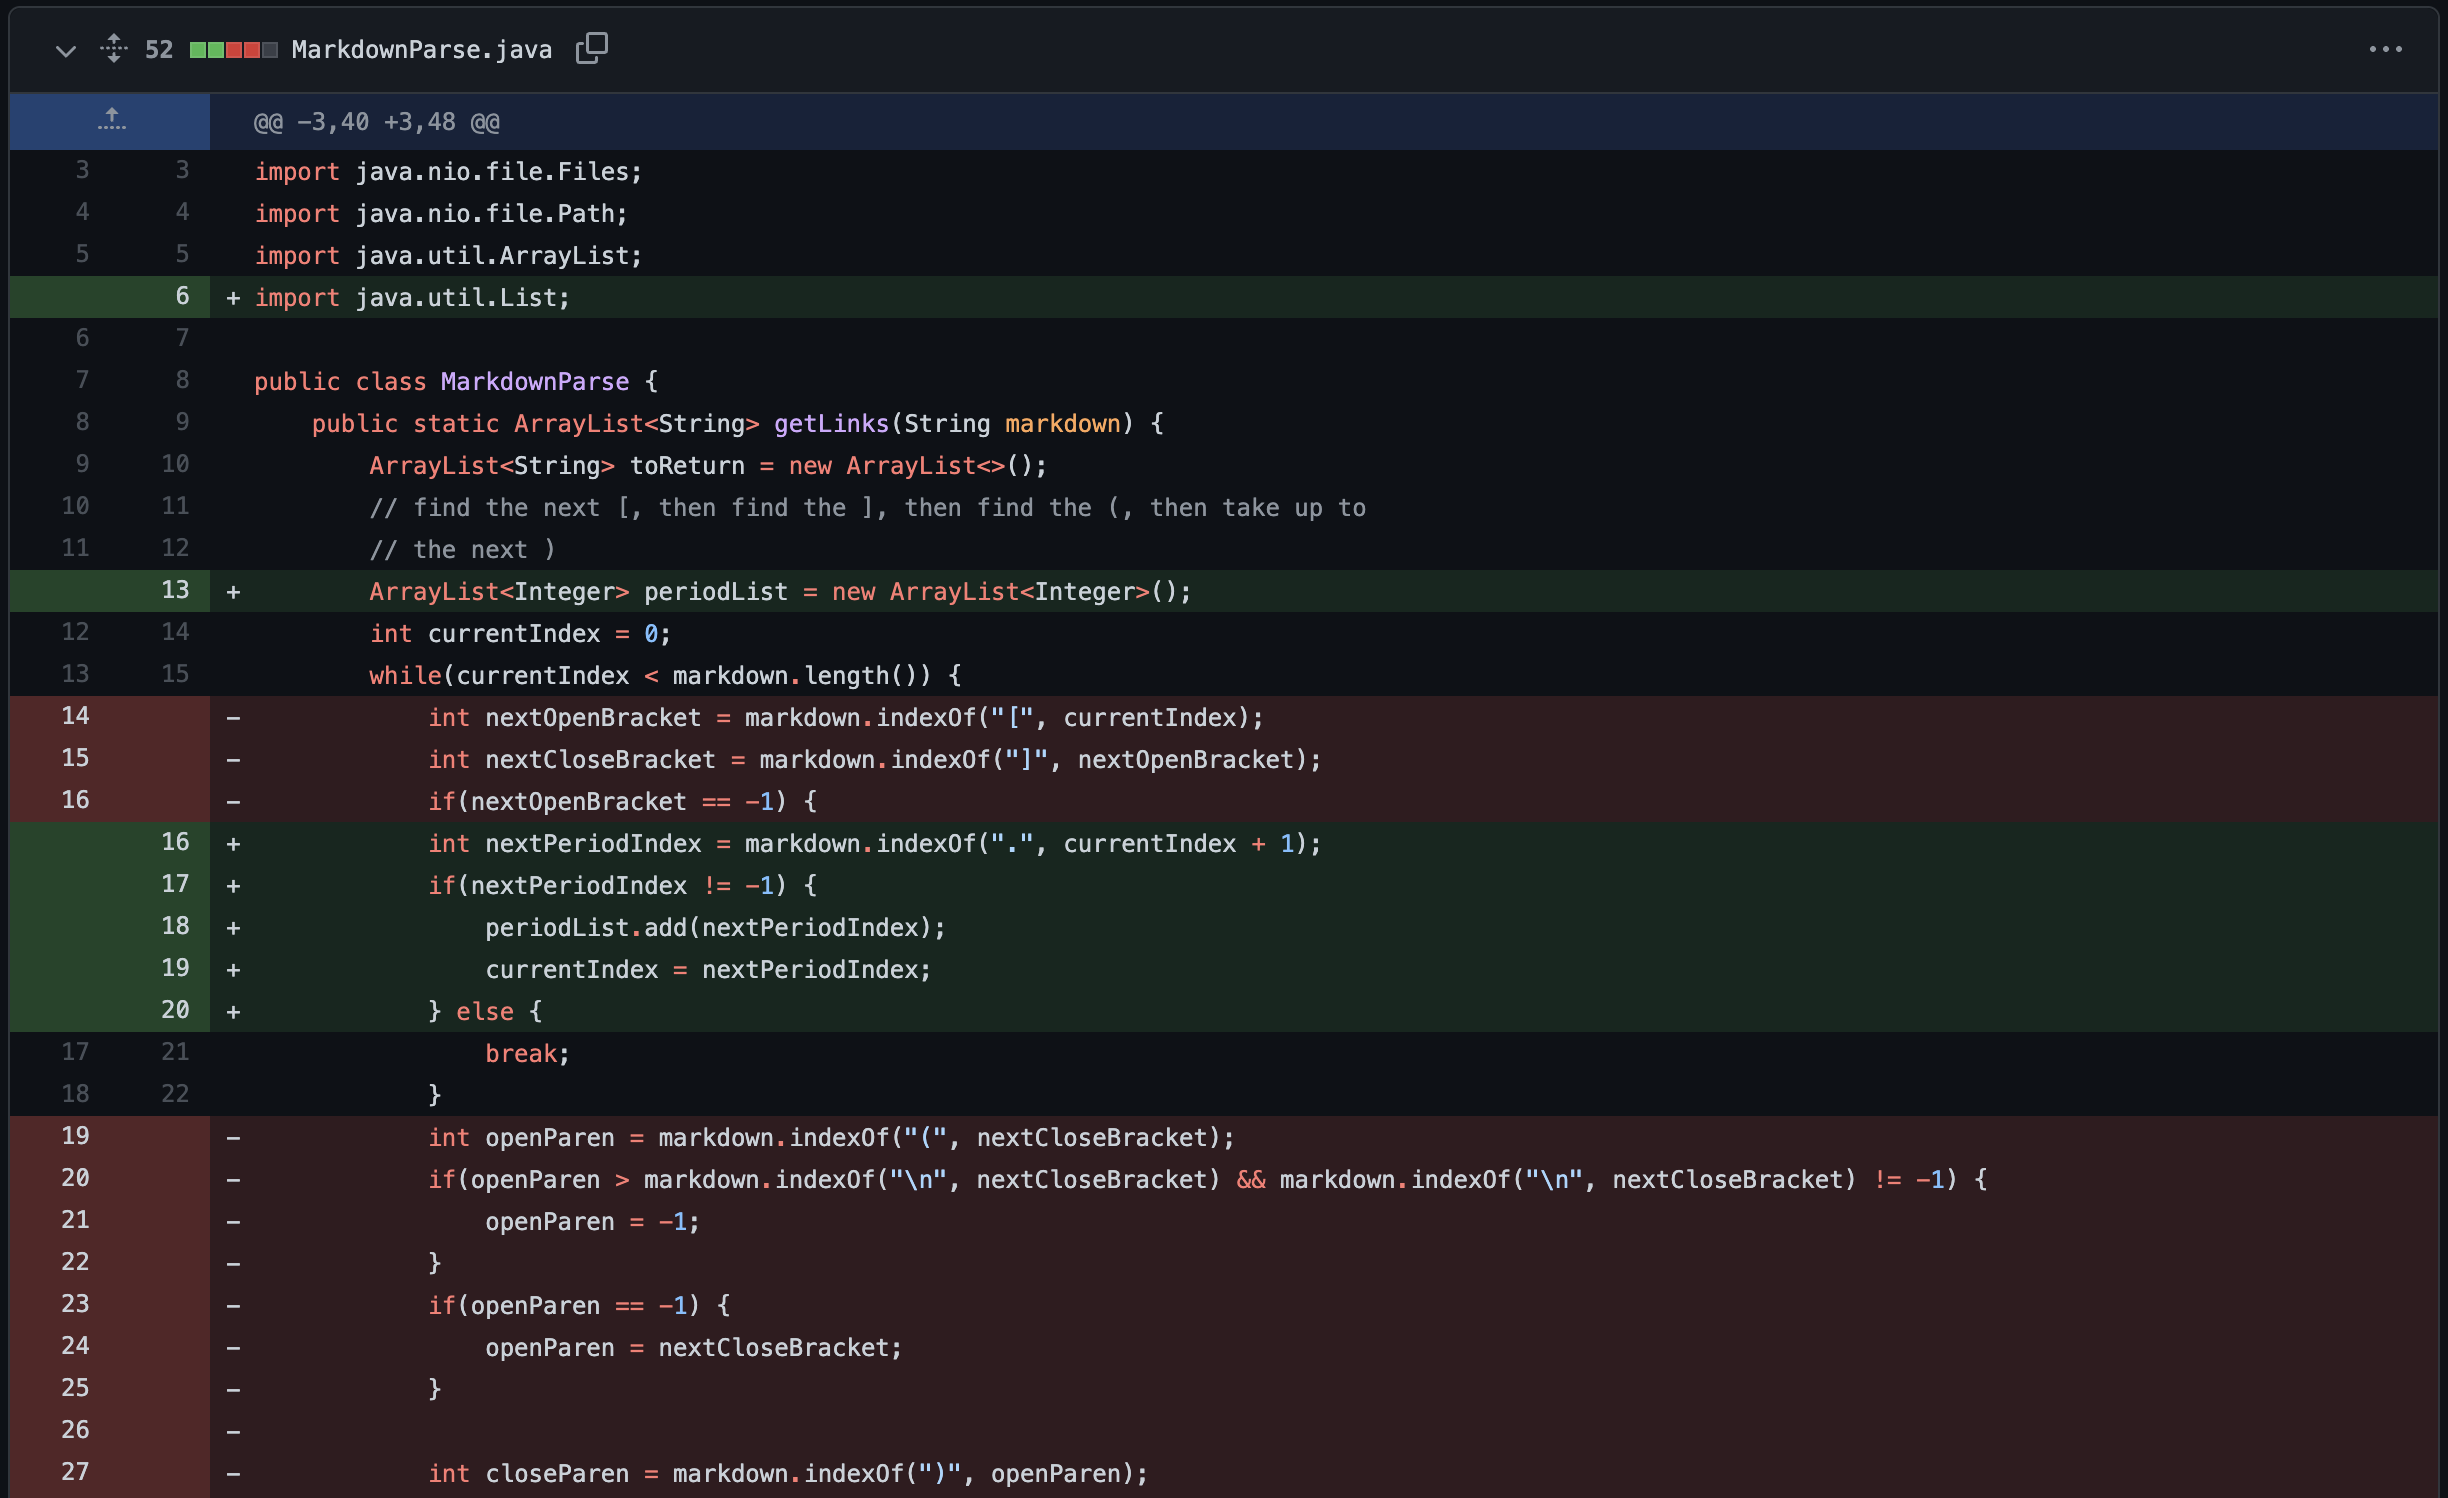 52 MarkdownParse.java
@@ -3,40 +3,48 @@
3 3 import java.nio.file.Files;
4 4 import java.nio.file.Path;
5 5 import java.util.ArrayList;
6 + import java.util.List;
6 7
7 8 public class MarkdownParse {
8 9 public static ArrayList<String> getLinks(String markdown) {
9 10 ArrayList<String> toReturn = new ArrayList<>();
10 11 // find the next [, then find the ], then find the (, then take up to
11 12 // the next )
13 + ArrayList<Integer> periodList = new ArrayList<Integer>();
12 14 int currentIndex = 0;
13 15 while(currentIndex < markdown.length()) {
14 - int nextOpenBracket = markdown.indexOf("[", currentIndex);
15 - int nextCloseBracket = markdown.indexOf("]", nextOpenBracket);
16 - if(nextOpenBracket == -1) {
16 + int nextPeriodIndex = markdown.indexOf(".", currentIndex + 1);
17 + if(nextPeriodIndex != -1) {
18 + periodList.add(nextPeriodIndex);
19 + currentIndex = nextPeriodIndex;
20 + } else {
17 21 break;
18 22 }
19 - int openParen = markdown.indexOf("(", nextCloseBracket);
20 - if(openParen > markdown.indexOf("\n", nextCloseBracket) && markdown.indexOf("\n", nextCloseBracket) != -1) {
21 - openParen = -1;
22 - }
23 - if(openParen == -1) {
24 - openParen = nextCloseBracket;
25 - }
26 -
27 - int closeParen = markdown.indexOf(")", openParen);